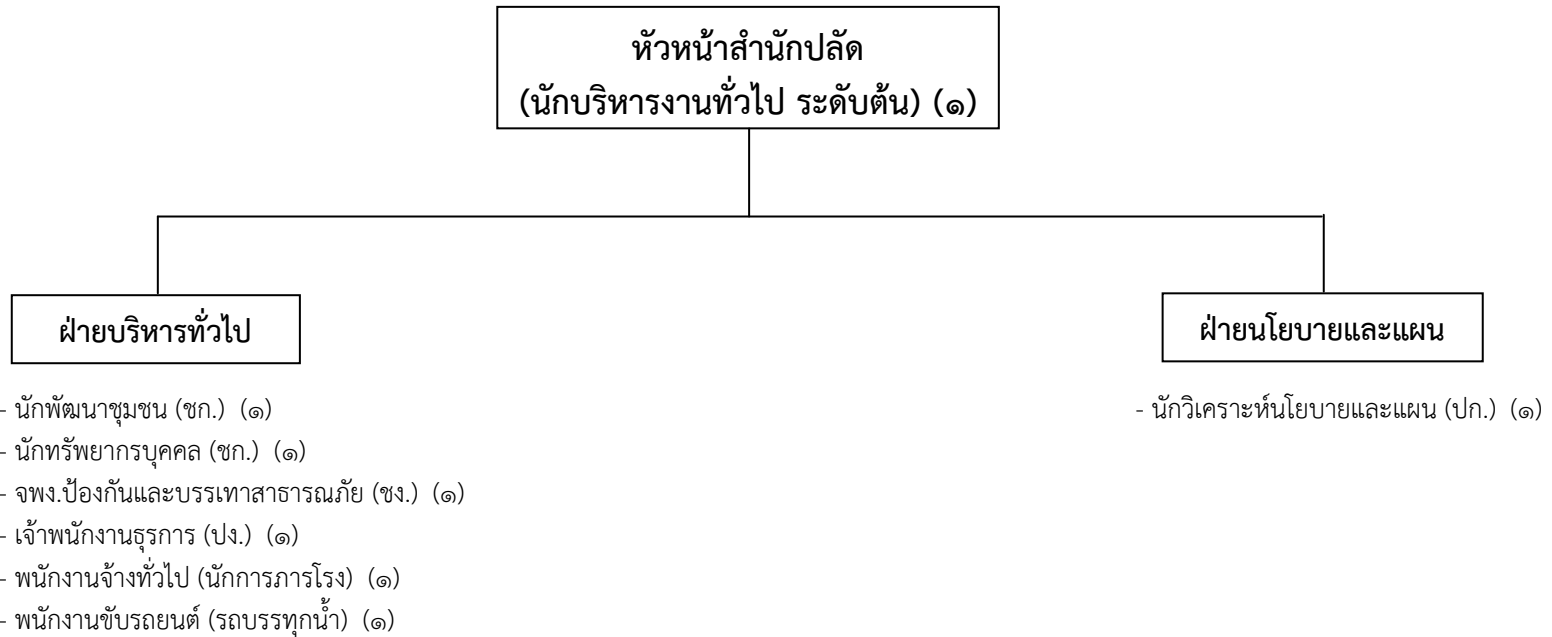 หัวหน้าสำนักปลัด
(นักบริหารงานทั่วไป ระดับต้น) (๑)
ฝ่ายบริหารทั่วไป
- นักพัฒนาชุมชน (ชก.) (๑)
- นักทรัพยากรบุคคล (ชก.) (๑)
- จพง.ป้องกันและบรรเทาสาธารณภัย (ชง.) (๑)
- เจ้าพนักงานธุรการ (ปง.) (๑)
- พนักงานจ้างทั่วไป (นักการภารโรง) (๑)
- พนักงานขับรถยนต์ (รถบรรทุกน้ำ) (๑)
ฝ่ายนโยบายและแผน
- นักวิเคราะห์นโยบายและแผน (ปก.) (๑)